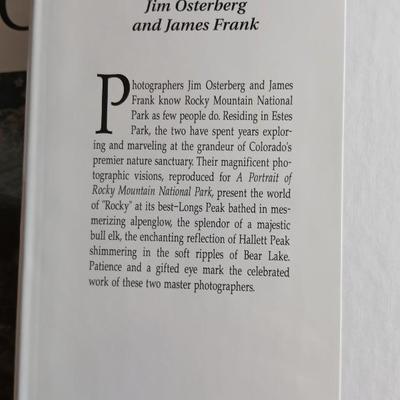 Jim Osterberg
and James Frank
Photographers Jim Osterberg and James
Frank know Rocky Mountain National
Park as few people do. Residing in Estes
Park, the two have spent years explor-
ing and marveling at the grandeur of Colorado's
premier nature sanctuary. Their magnificent pho-
tographic visions, reproduced for A Portrait of
Rocky Mountain National Park, present the world
of "Rocky" at its best–Longs Peak bathed in mes-
merizing alpenglow, the splendor of a majestic
bull elk, the enchanting reflection of Hallett Peak
shimmering in the soft ripples of Bear Lake.
Patience and a gifted eye mark the celebrated
work of these two master photographers.